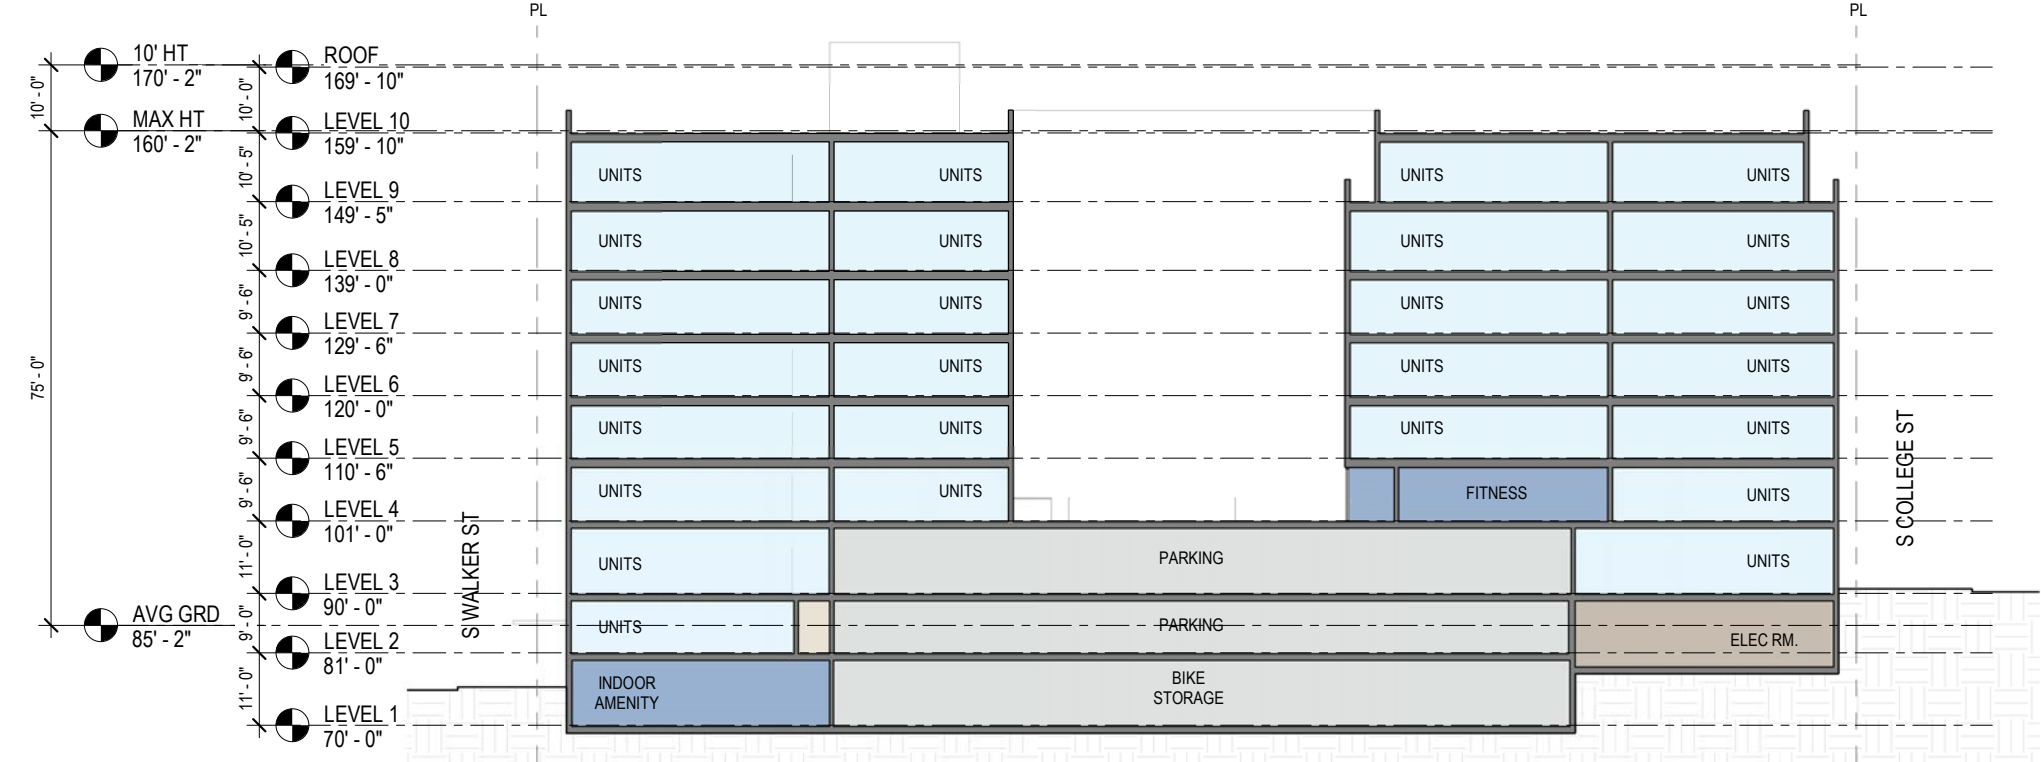 PL
PL
10' HT
170' - 2"
ROOF
169' - 10"
10' - 0"
10' - 0"
MAX HT
160' - 2"
LEVEL 10
159' - 10"
10' - 5"
UNITS
UNITS
UNITS
UNITS
LEVEL 9
149' - 5"
10' - 5"
UNITS
UNITS
UNITS
UNITS
LEVEL 8
139' - 0"
9' - 6"
UNITS
UNITS
UNITS
UNITS
LEVEL 7
129' - 6"
75' - 0"
9' - 6"
UNITS
UNITS
UNITS
UNITS
LEVEL 6
120' - 0"
9' - 6"
UNITS
UNITS
UNITS
UNITS
LEVEL 5
110' - 6"
9' - 6"
UNITS
UNITS
FITNESS
UNITS
S COLLEGE ST
LEVEL 4
101' - 0"
11' - 0"
S WALKER ST
UNITS
PARKING
UNITS
LEVEL 3
90' - 0"
AVG GRD
85' - 2"
9' - 0"
UNITS
PARKING
ELEC RM.
LEVEL 2
81' - 0"
11' - 0"
INDOOR
AMENITY
BIKE
STORAGE
LEVEL 1
70' - 0"